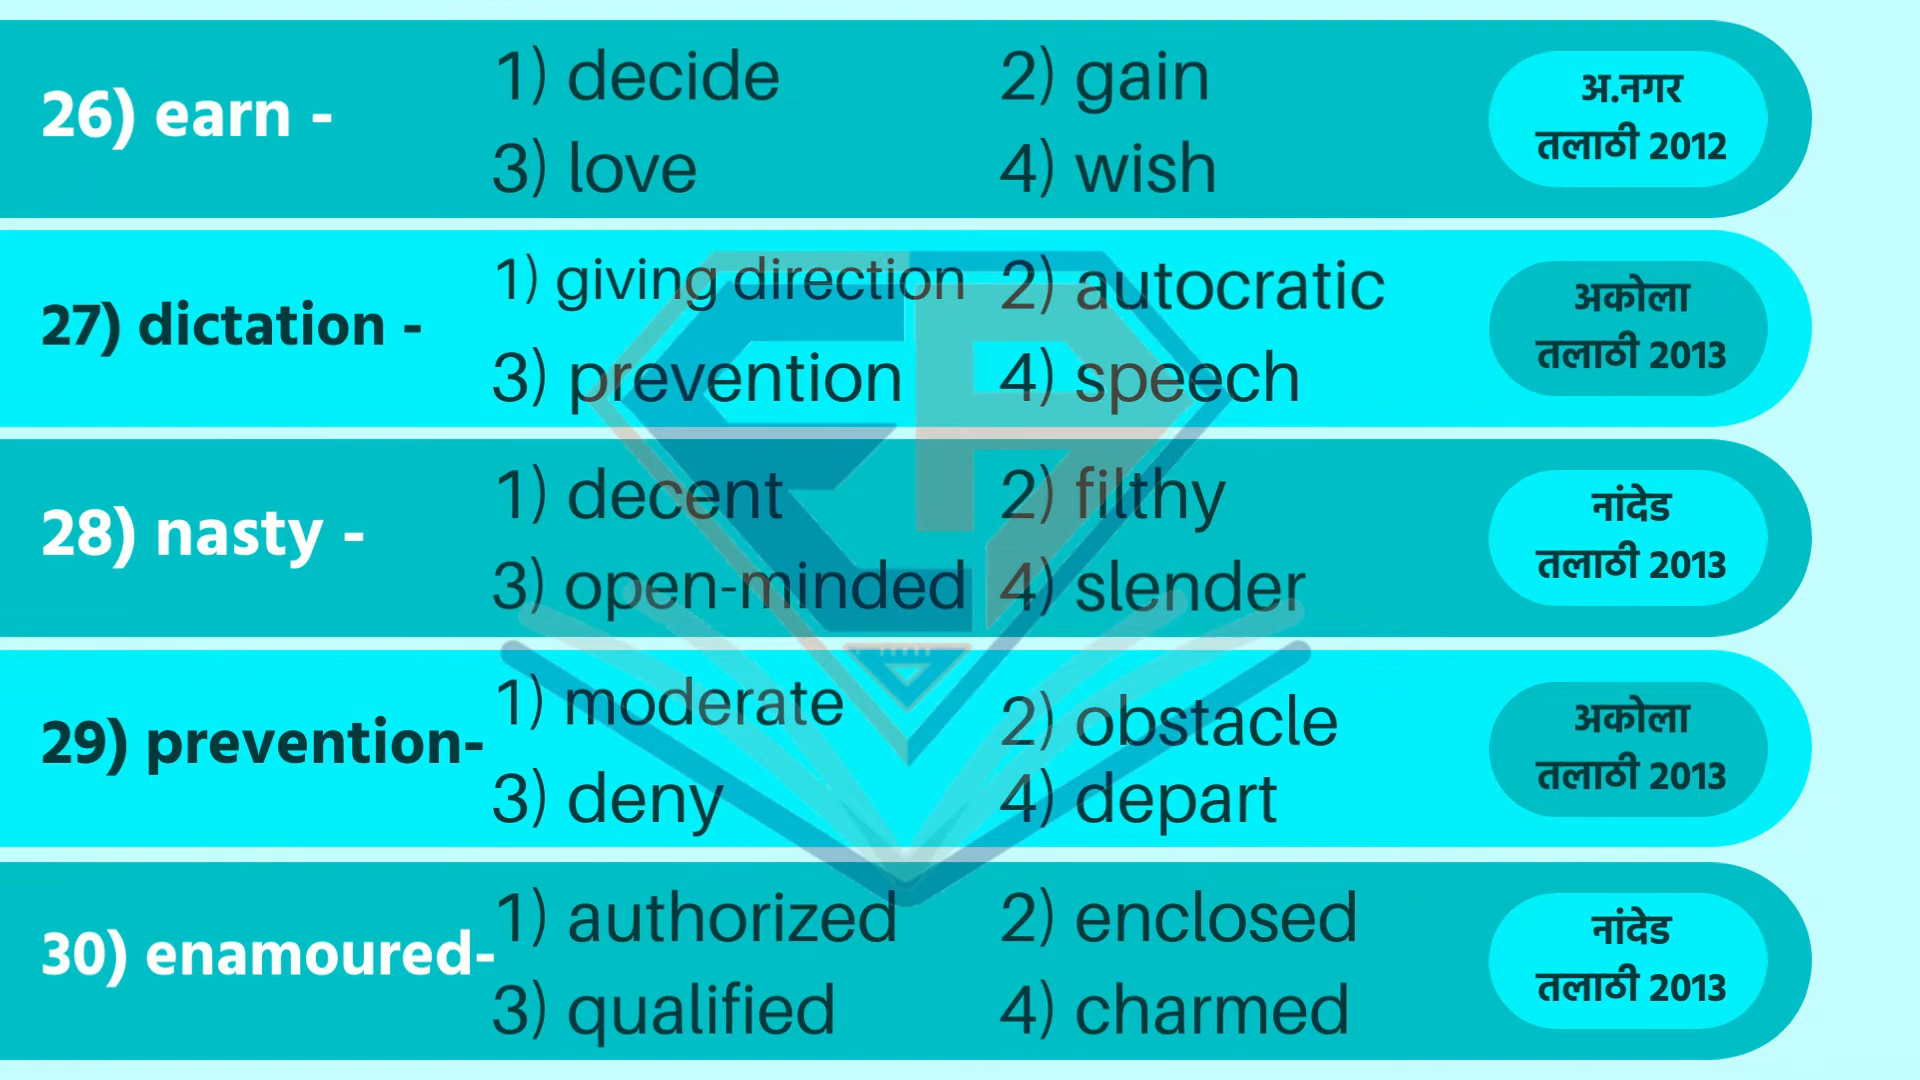 26) earn -
1) decide 2) gain
3) love 4) wish
अ.नगर
तलाठी 2012
27) dictation -
1) giving direction 2) autocratic
3) prevention 4) speech
अकोला
तलाठी 2013
28) nasty -
1) decent 2) filthy
3) open-minded 4) slender
नांदेड
तलाठी 2013
29) prevention-
1) moderate 2) obstacle
3) deny 4) depart
अकोला
तलाठी 2013
30) enamoured-
1) authorized 2) enclosed
3) qualified 4) charmed
नांदेड
तलाठी 2013